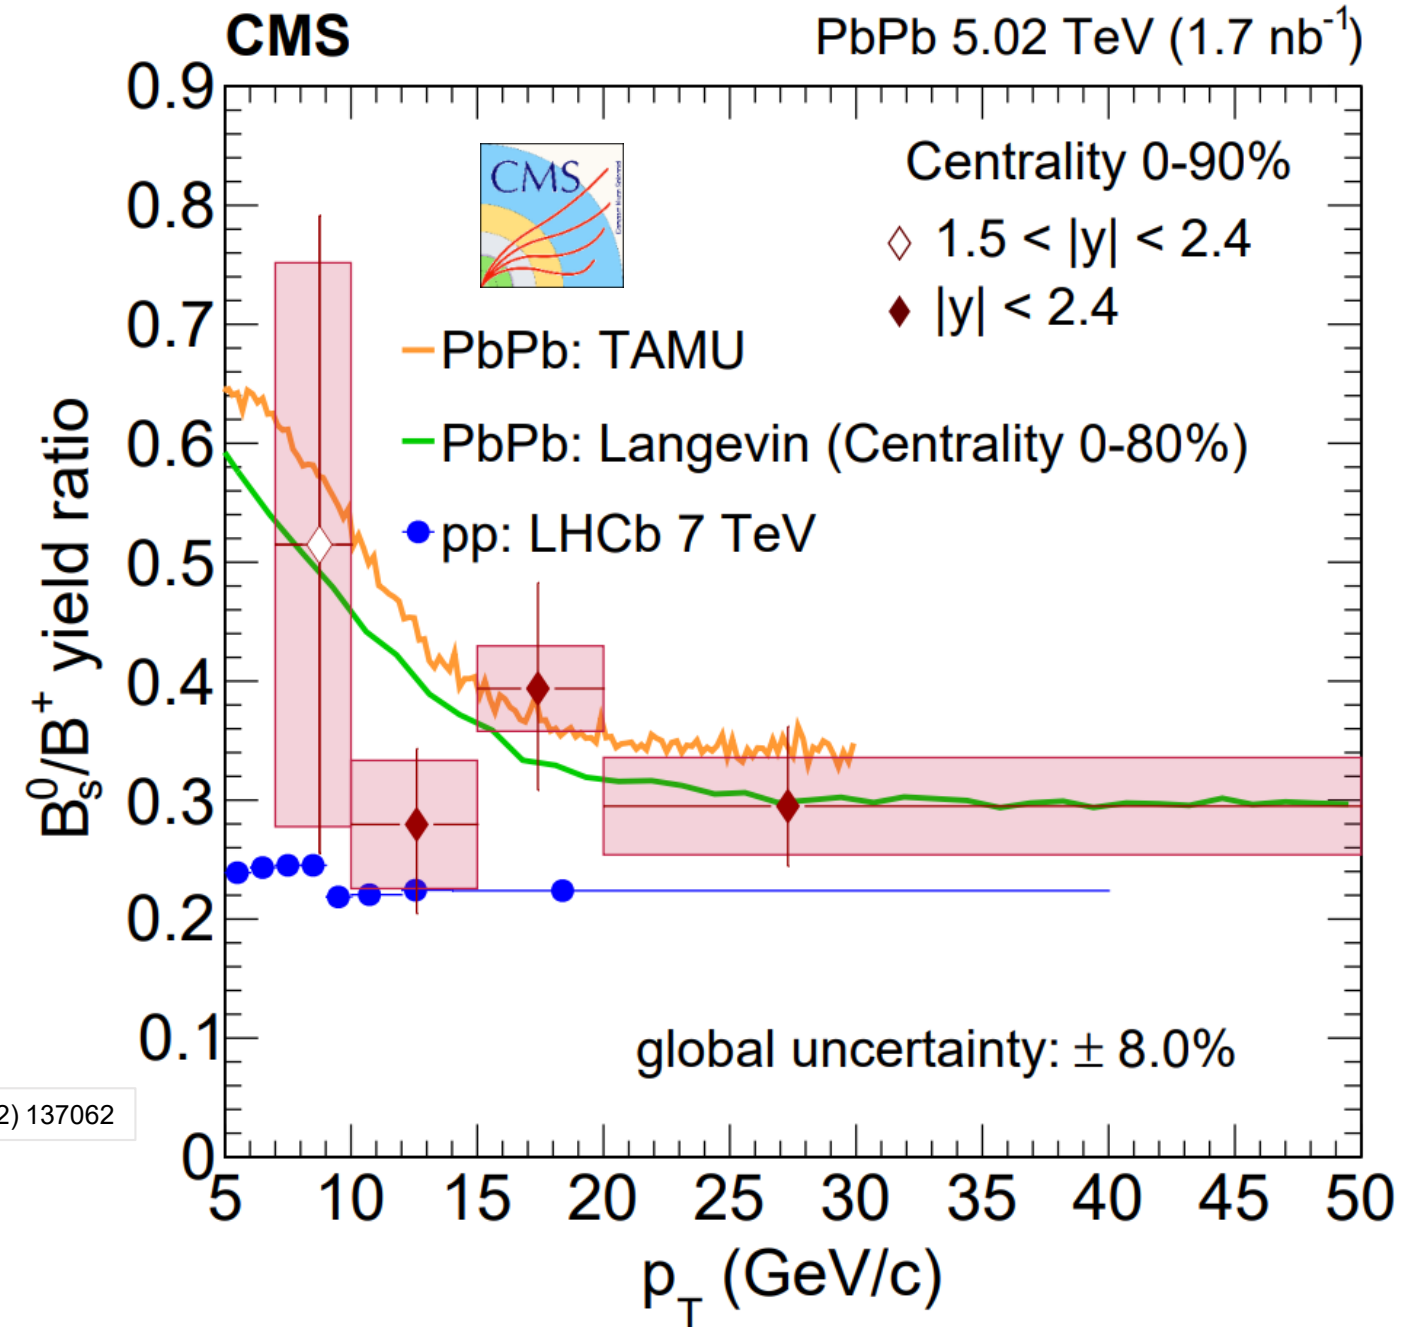 CMS
PbPb 5.02 TeV (1.7 nb⁻¹)
0.9
0.8
0.7
0.6
0.5
0.4
0.3
0.2
0.1
0
B⁰ₛ/B⁺ yield ratio
CMS
Centrality 0-90%
1.5 < |y| < 2.4
|y| < 2.4
PbPb: TAMU
PbPb: Langevin (Centrality 0-80%)
pp: LHCb 7 TeV
global uncertainty: ± 8.0%
2) 137062
5 10 15 20 25 30 35 40 45 50
p_T (GeV/c)